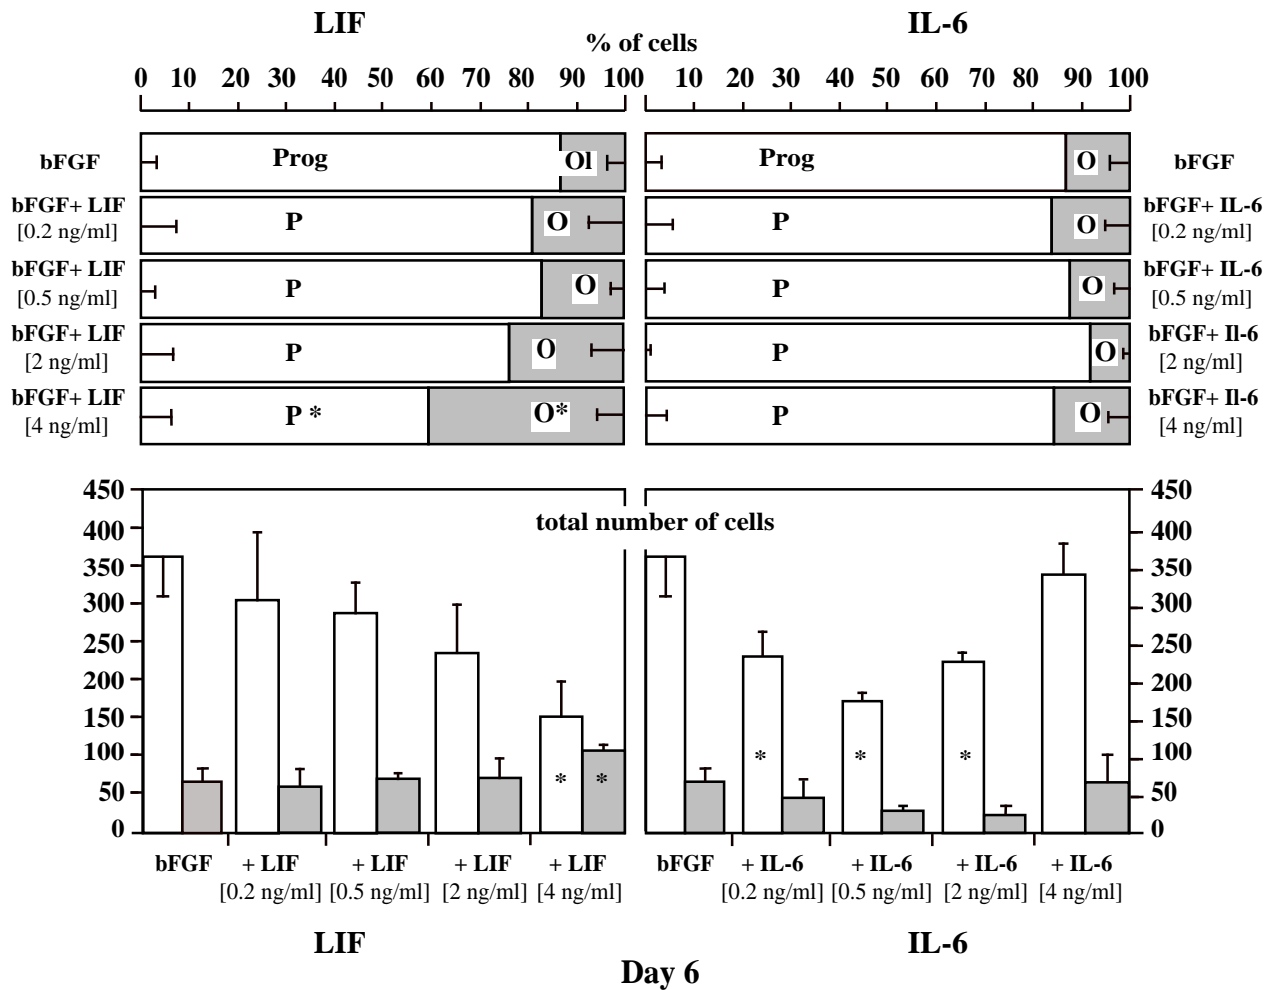 LIF IL-6
% of cells
0 10 20 30 40 50 60 70 80 90 100 10 20 30 40 50 60 70 80 90 100
bFGF Prog Ol Prog O bFGF
bFGF+ LIF bFGF+ IL-6
[0.2 ng/ml] P O P O [0.2 ng/ml]
bFGF+ LIF bFGF+ IL-6
[0.5 ng/ml] P O P O [0.5 ng/ml]
bFGF+ LIF bFGF+ Il-6
[2 ng/ml] P O P O [2 ng/ml]
bFGF+ LIF bFGF+ Il-6
[4 ng/ml] P * O* P O [4 ng/ml]
450 450
total number of cells
400 400
350 350
300 300
250 250
200 200
150 150
100 * * * 100
* *
50 50
0 0
bFGF + LIF + LIF + LIF + LIF bFGF + IL-6 + IL-6 + IL-6 + IL-6
[0.2 ng/ml] [0.5 ng/ml] [2 ng/ml] [4 ng/ml] [0.2 ng/ml] [0.5 ng/ml] [2 ng/ml] [4 ng/ml]
LIF IL-6
Day 6